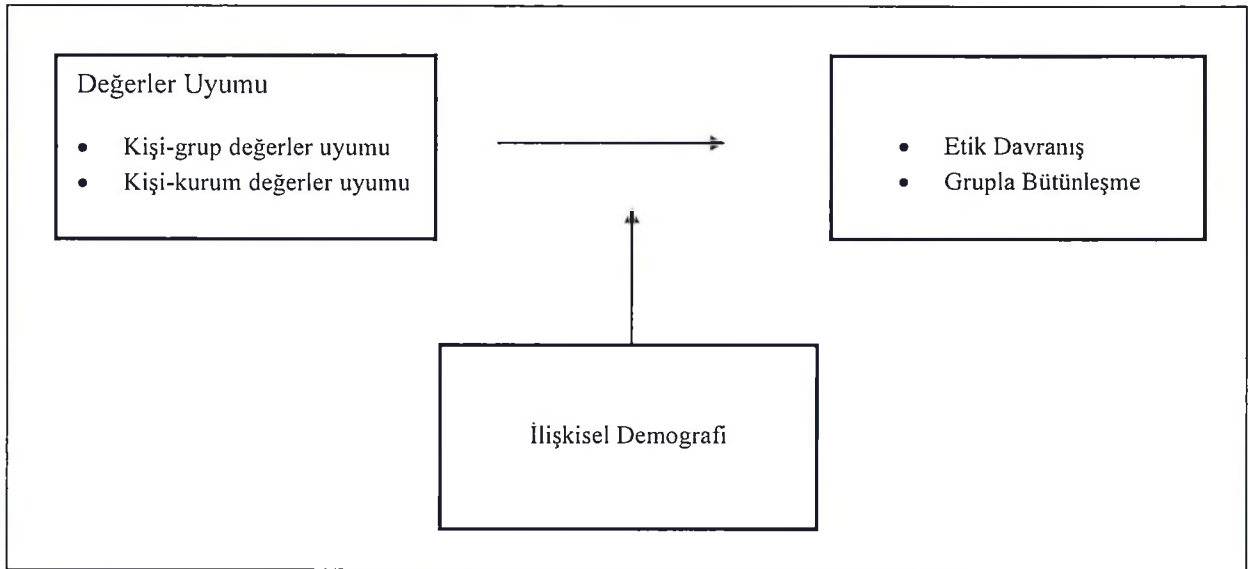 Değerler Uyumu
• Kişi-grup değerler uyumu
• Kişi-kurum değerler uyumu
• Etik Davranış
• Grupla Bütünleşme
İlişkisel Demografi